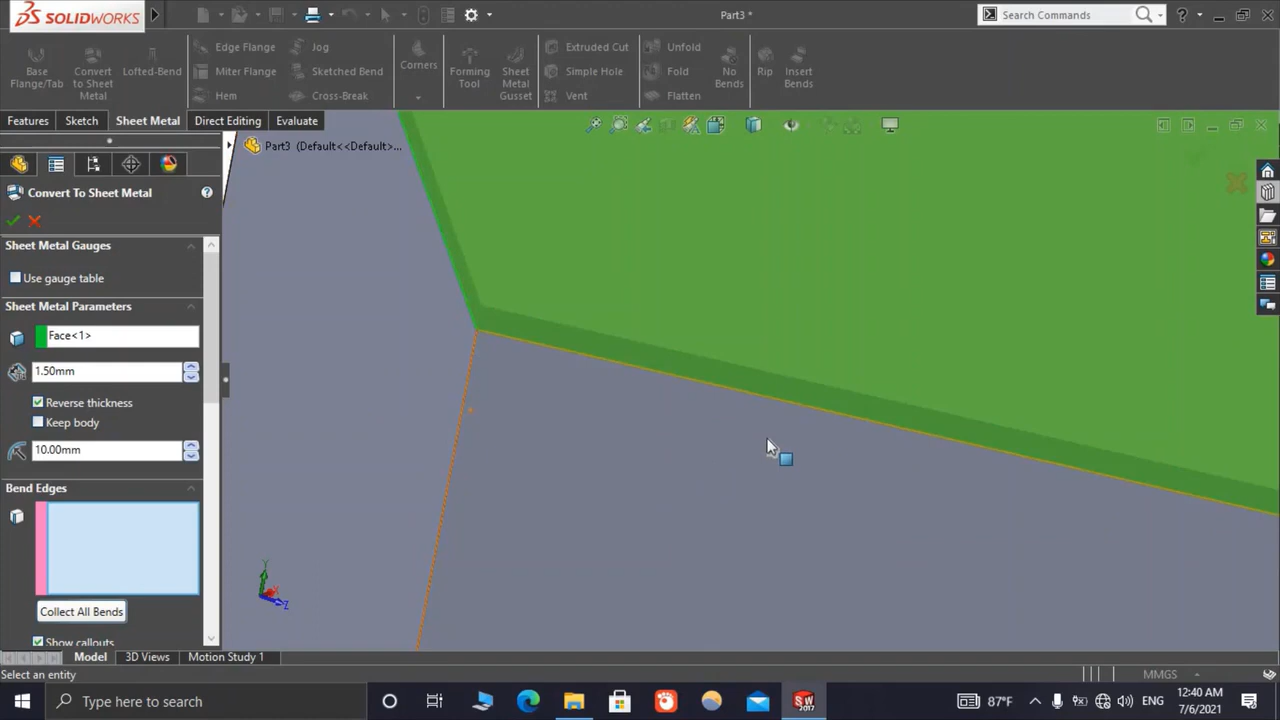 SOLIDWORKS
Part3 *
Search Commands
?
Base Flange/Tab
Convert to Sheet Metal
Lofted-Bend
Edge Flange
Miter Flange
Hem
Jog
Sketched Bend
Cross-Break
Corners
Forming Tool
Sheet Metal Gusset
Extruded Cut
Simple Hole
Vent
Unfold
Fold
Flatten
No Bends
Rip
Insert Bends
Features
Sketch
Sheet Metal
Direct Editing
Evaluate
Part3 (Default<<Default>...
Convert To Sheet Metal
?
Sheet Metal Gauges
Use gauge table
Sheet Metal Parameters
Face<1>
1.50mm
Reverse thickness
Keep body
10.00mm
Bend Edges
Collect All Bends
Show callouts
Y
X
Z
Model
3D Views
Motion Study 1
Select an entity
MMGS
Type here to search
SW
2017
87°F
ENG
12:40 AM
7/6/2021